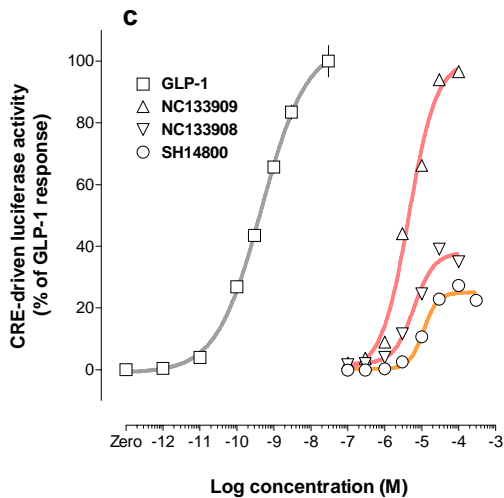 c
CRE-driven luciferase activity
(% of GLP-1 response)
100
80
60
40
20
0
GLP-1
NC133909
NC133908
SH14800
Zero -12 -11 -10 -9 -8 -7 -6 -5 -4 -3
Log concentration (M)